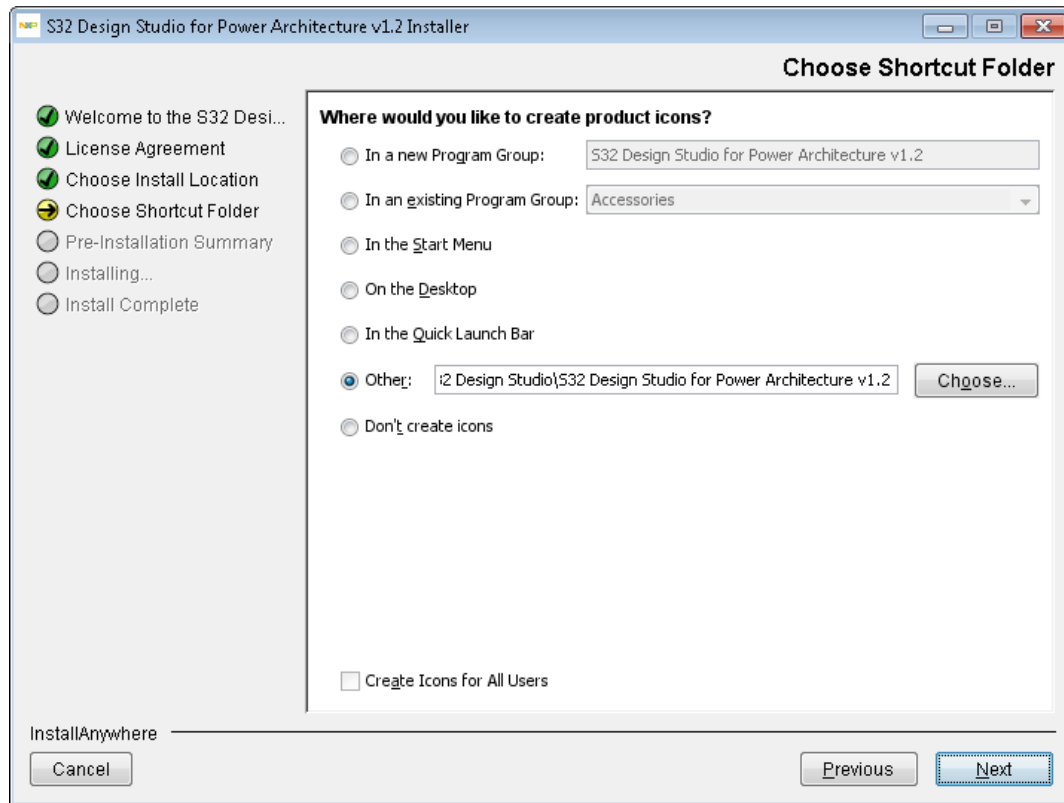 NXP S32 Design Studio for Power Architecture v1.2 Installer
Choose Shortcut Folder
Welcome to the S32 Desi...
License Agreement
Choose Install Location
Choose Shortcut Folder
Pre-Installation Summary
Installing...
Install Complete
Where would you like to create product icons?
In a new Program Group: S32 Design Studio for Power Architecture v1.2
In an existing Program Group: Accessories
In the Start Menu
On the Desktop
In the Quick Launch Bar
Other: i2 Design Studio\S32 Design Studio for Power Architecture v1.2 Choose...
Don't create icons
Create Icons for All Users
InstallAnywhere
Cancel Previous Next